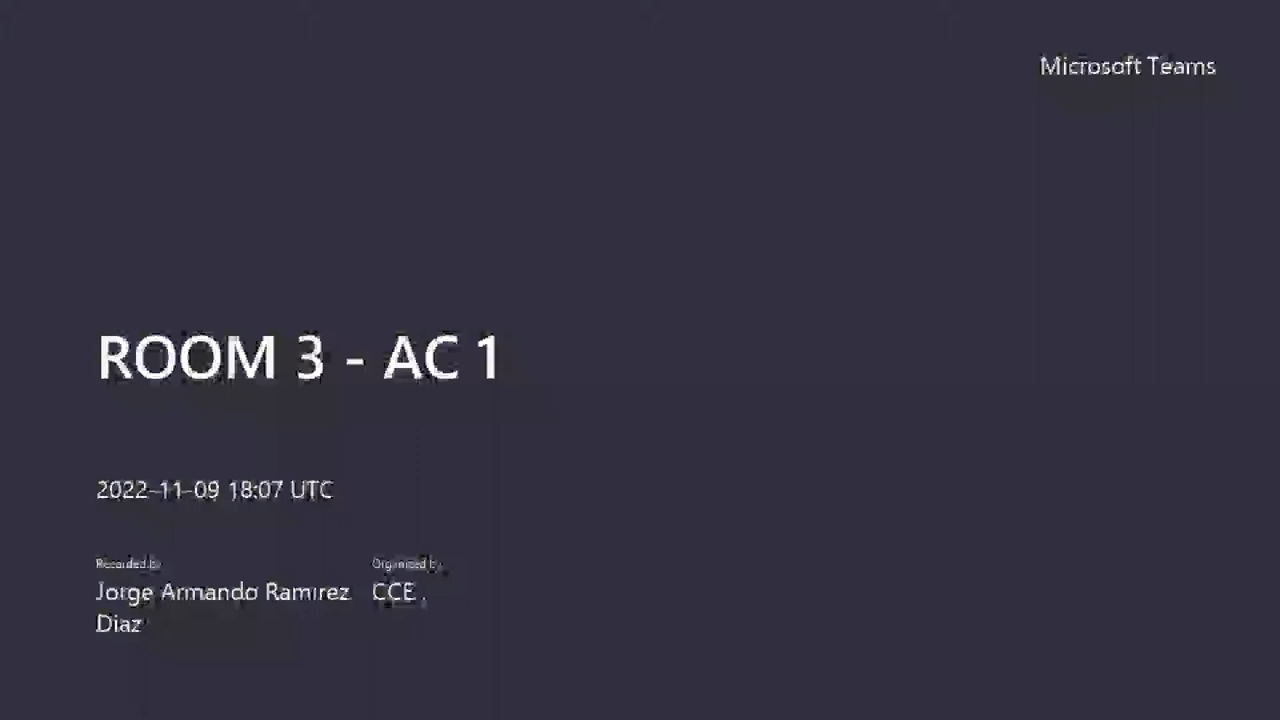 Microsoft Teams
ROOM 3 - AC 1
2022-11-09 18:07 UTC
Recorded by
Organized by
Jorge Armando Ramirez
CCE .
Diaz